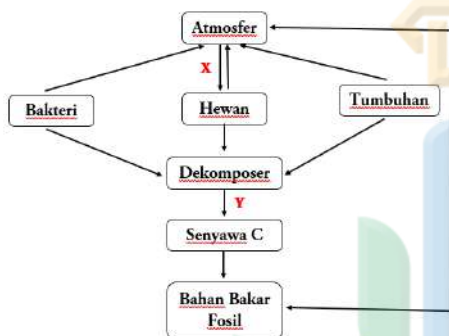 Atmosfer
X
Bakteri
Hewan
Tumbuhan
Dekomposer
Y
Senyawa C
Bahan Bakar
Fosil